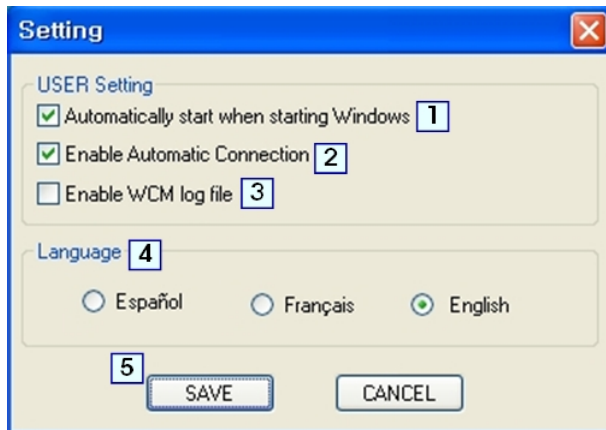 Setting
USER Setting
Automatically start when starting Windows 1
Enable Automatic Connection 2
Enable WCM log file 3
Language 4
Español Français English
5
SAVE CANCEL